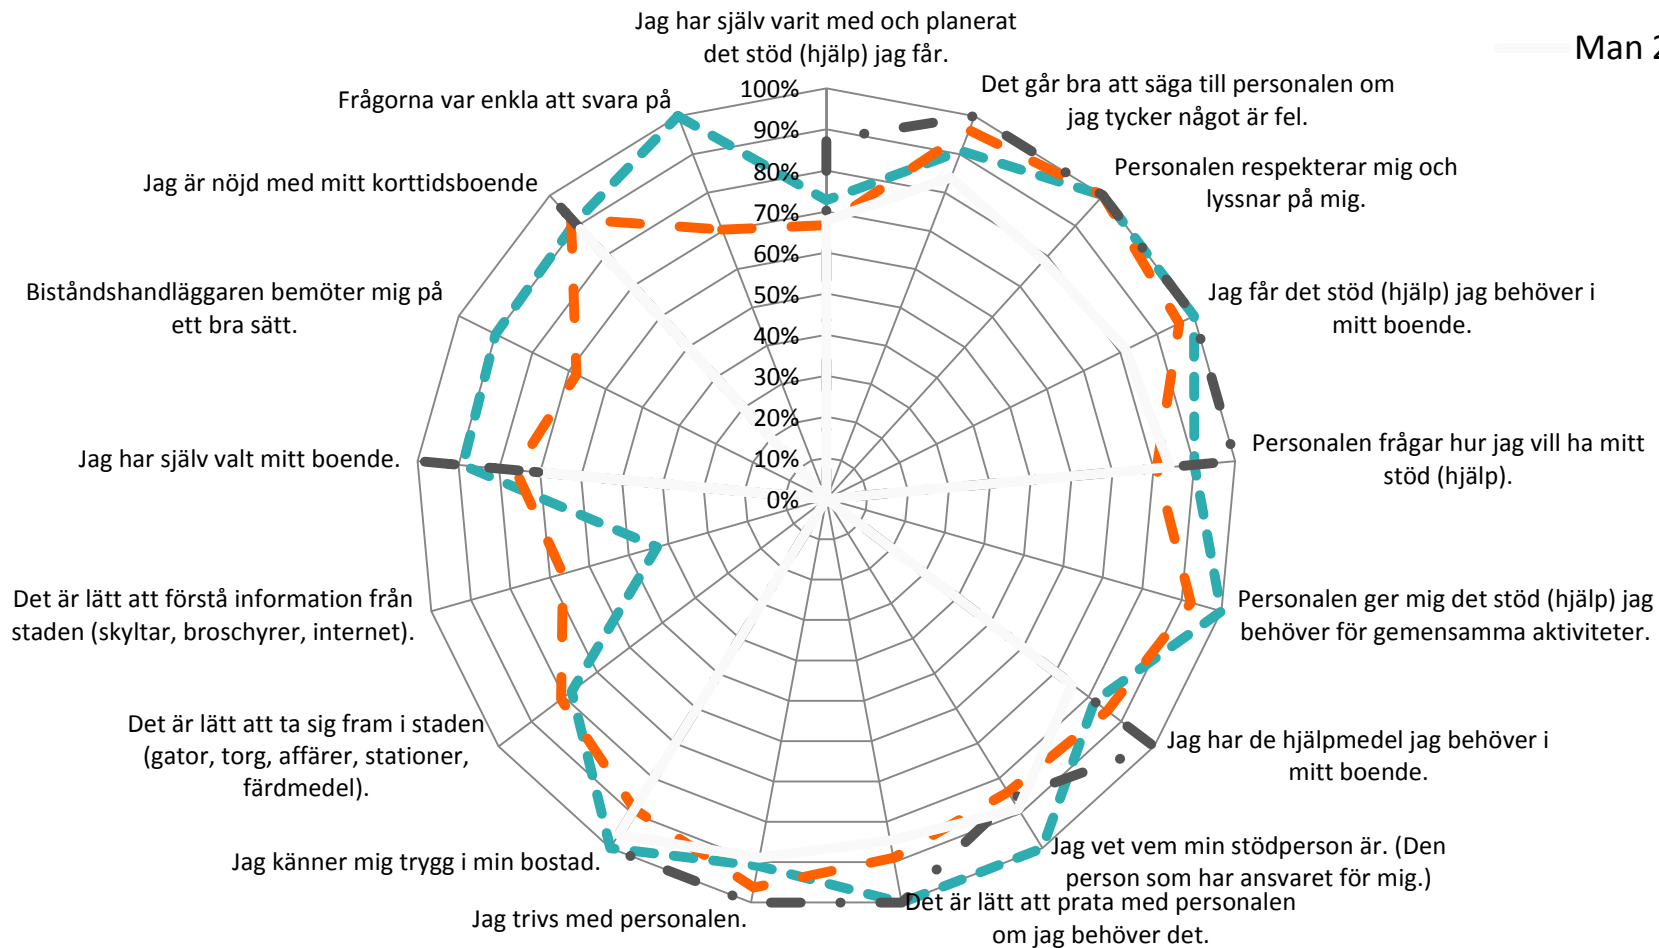 Jag har själv varit med och planerat
det stöd (hjälp) jag får.
Man 2
Det går bra att säga till personalen om
jag tycker något är fel.
Personalen respekterar mig och
lyssnar på mig.
Jag får det stöd (hjälp) jag behöver i
mitt boende.
Personalen frågar hur jag vill ha mitt
stöd (hjälp).
Personalen ger mig det stöd (hjälp) jag
behöver för gemensamma aktiviteter.
Jag har de hjälpmedel jag behöver i
mitt boende.
Jag vet vem min stödperson är. (Den
person som har ansvaret för mig.)
Det är lätt att prata med personalen
om jag behöver det.
Jag trivs med personalen.
Jag känner mig trygg i min bostad.
Det är lätt att ta sig fram i staden
(gator, torg, affärer, stationer,
färdmedel).
Det är lätt att förstå information från
staden (skyltar, broschyrer, internet).
Jag har själv valt mitt boende.
Biståndshandläggaren bemöter mig på
ett bra sätt.
Jag är nöjd med mitt korttidsboende
Frågorna var enkla att svara på
100%
90%
80%
70%
60%
50%
40%
30%
20%
10%
0%